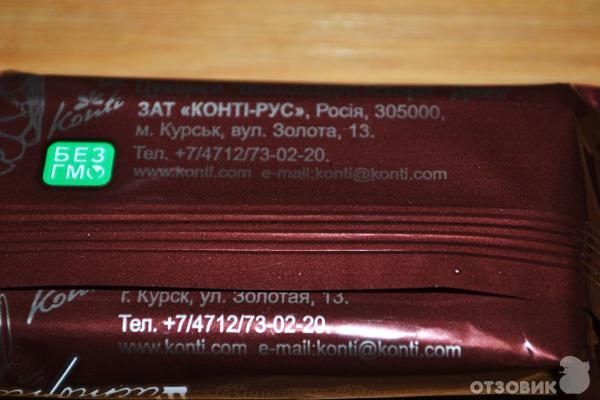 Konti
ЗАТ «КОНТІ-РУС», Росія, 305000,
м. Курськ, вул. Золота, 13.
БЕЗ
ГМО
Тел. +7/4712/73-02-20.
www.konti.com e-mail:konti@konti.com
г. Курск, ул. Золотая, 13.
Тел. +7/4712/73-02-20.
www.konti.com e-mail:konti@konti.com
ОТЗОВИК